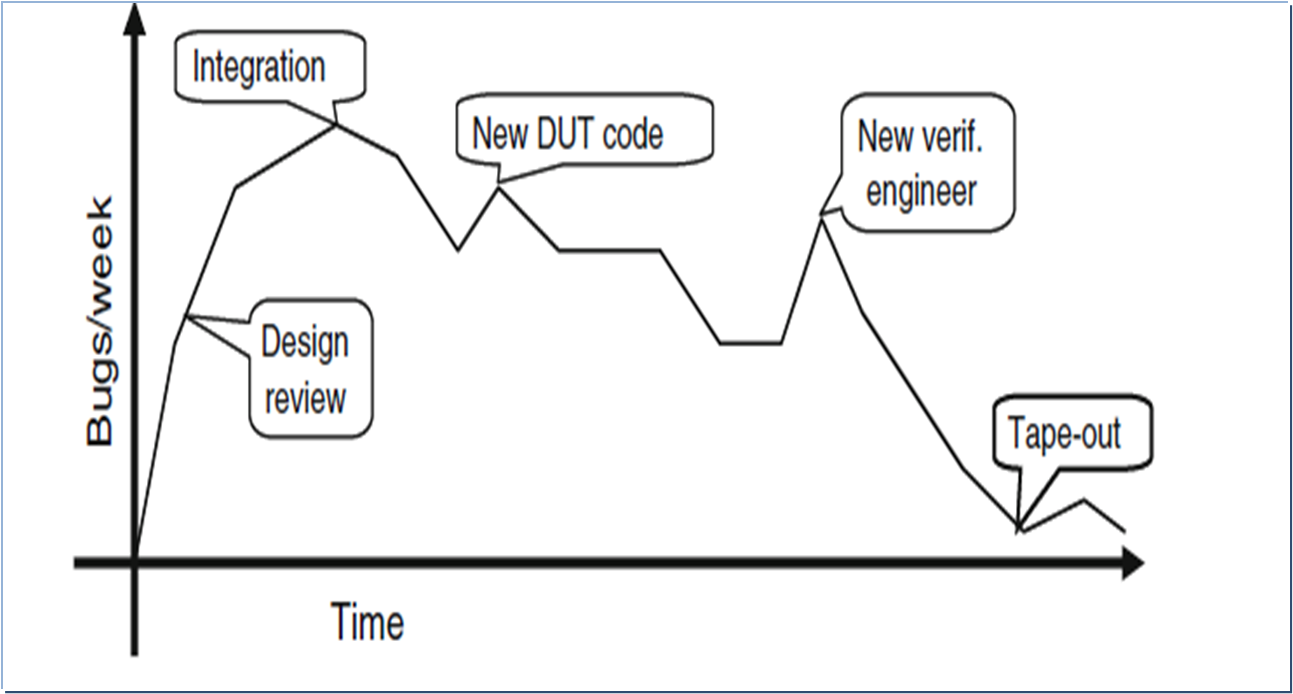 Integration
New DUT code
New verif.
engineer
Bugs/week
Design
review
Tape-out
Time